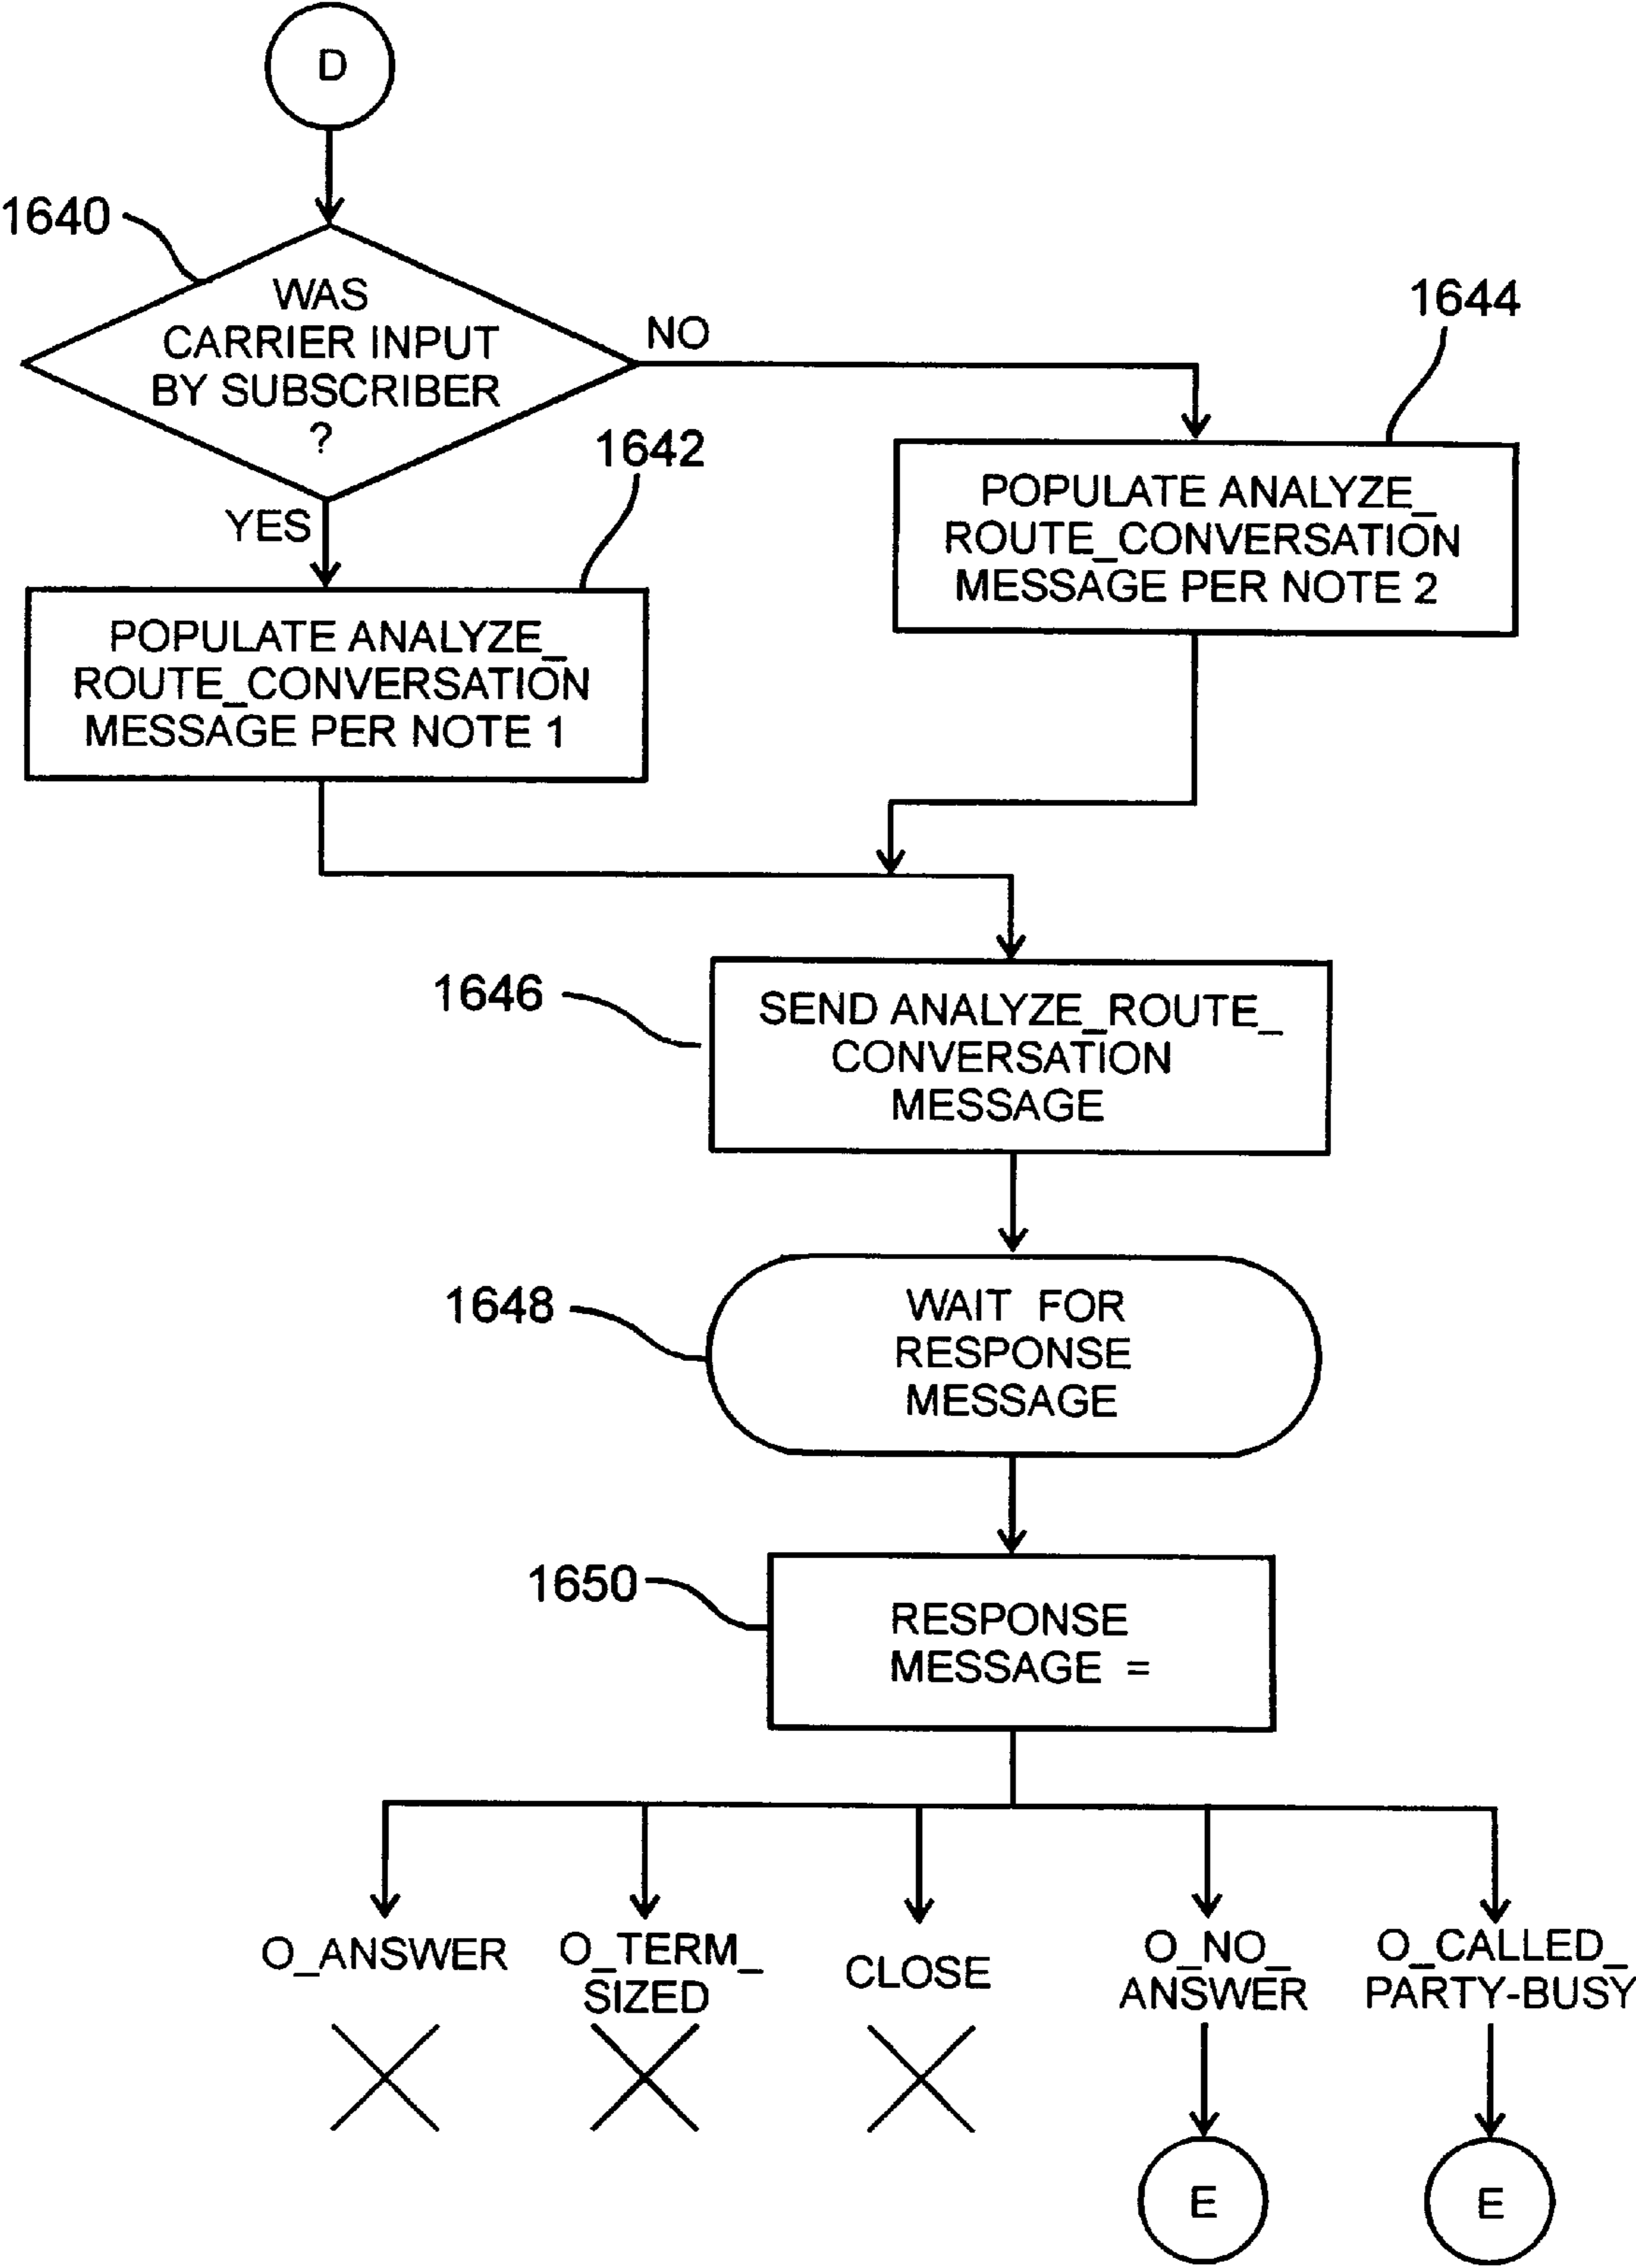 D
1640
WAS
CARRIER INPUT
BY SUBSCRIBER
?
NO
YES
1644
POPULATE ANALYZE_
ROUTE_CONVERSATION
MESSAGE PER NOTE 2
1642
POPULATE ANALYZE_
ROUTE_CONVERSATION
MESSAGE PER NOTE 1
1646
SEND ANALYZE_ROUTE_
CONVERSATION
MESSAGE
1648
WAIT FOR
RESPONSE
MESSAGE
1650
RESPONSE
MESSAGE =
O_ANSWER
O_TERM_
SIZED
CLOSE
O_NO_
ANSWER
O_CALLED_
PARTY-BUSY
E
E